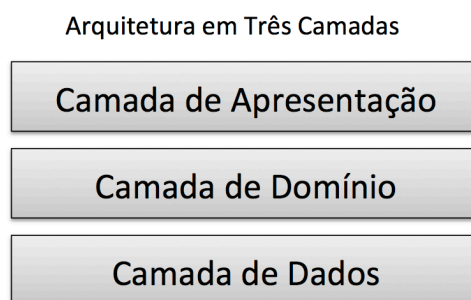 Arquitetura em Três Camadas
Camada de Apresentação
Camada de Domínio
Camada de Dados